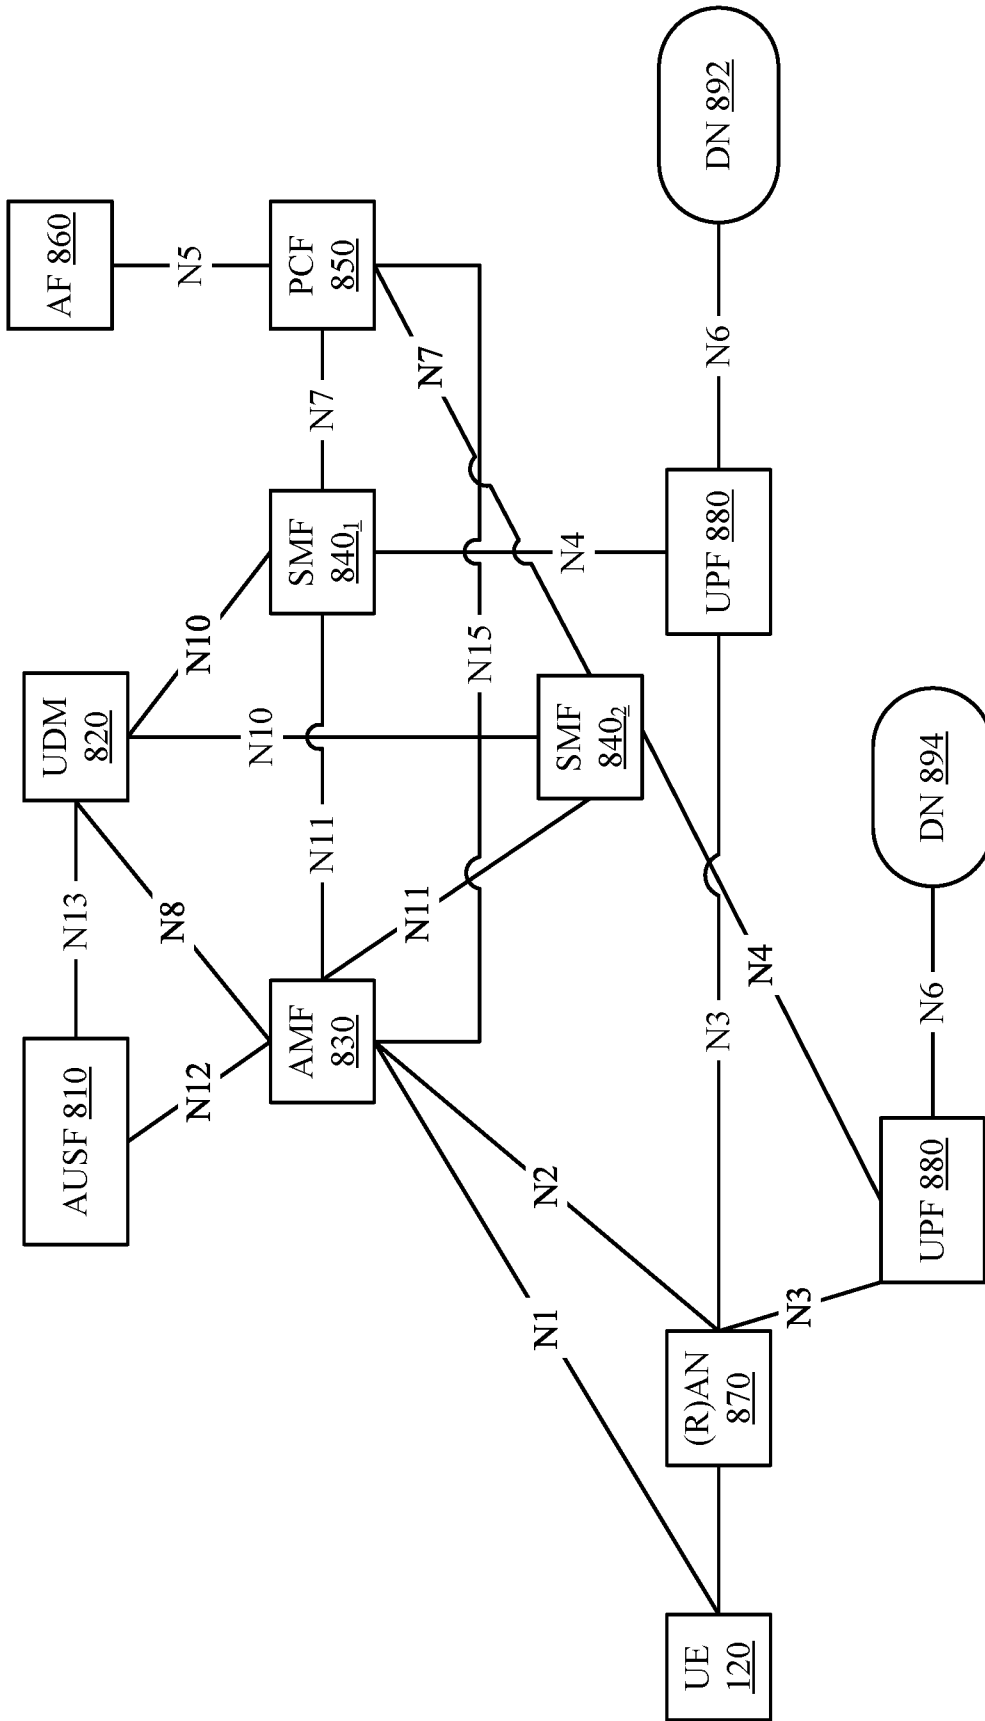 AUSF 810
N13
UDM
820
AF 860
N12
N8
N10
N5
AMF
830
N11
SMF
840₁
N7
PCF
850
N10
N11
N7
N15
SMF
840₂
N4
N1
N2
UE
120
(R)AN
870
N3
UPF 880
N6
DN 892
N4
N3
UPF 880
N6
DN 894